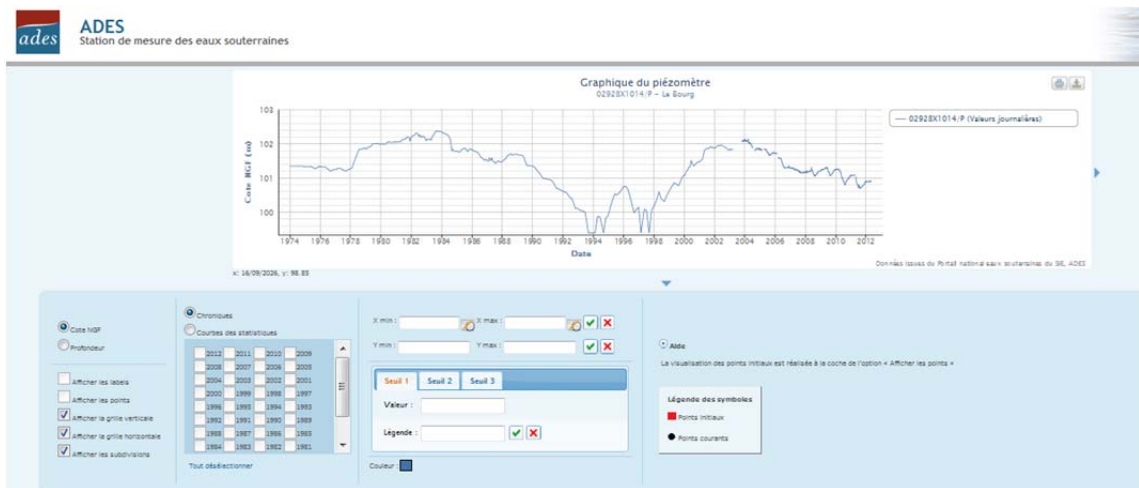 ades
ADES
Station de mesure des eaux souterraines
Graphique du piézomètre
02928X1014/P - Le Bourg
103
102
101
100
Cote NGF (m)
1974 1976 1978 1980 1982 1984 1986 1988 1990 1992 1994 1996 1998 2000 2002 2004 2006 2008 2010 2012
Date
02928X1014/P (Valeurs journalières)
Données issues du Portail national eaux souterraines du SIE, ADES
x: 16/09/2026, y: 98.88
Cote NGF
Profondeur
Afficher les labels
Afficher les points
Afficher la grille verticale
Afficher la grille horizontale
Afficher les subdivisions
Chroniques
Courbes des statistiques
2012 2011 2010 2009
2008 2007 2006 2005
2004 2003 2002 2001
2000 1999 1998 1997
1996 1995 1994 1993
1992 1991 1990 1989
1988 1987 1986 1985
1984 1983 1982 1981
Tout désélectionner
X min : X max :
Y min : Y max :
Seuil 1 Seuil 2 Seuil 3
Valeur :
Légende :
Couleur :
Aide
La visualisation des points initiaux est réalisée à la coche de l'option « Afficher les points »
Légende des symboles
Points initiaux
Points courants